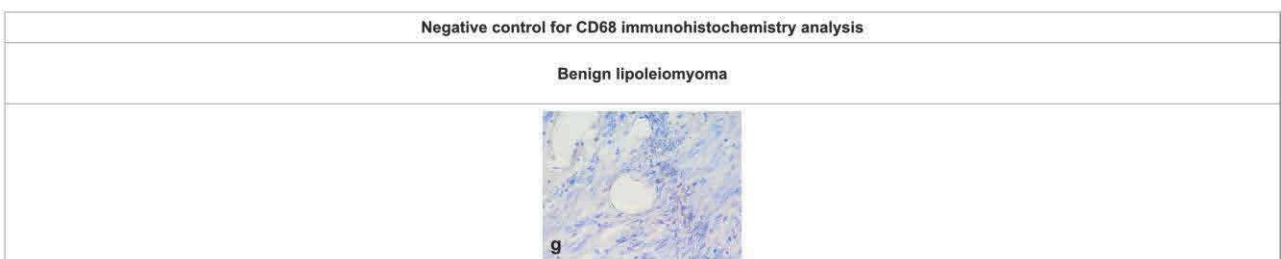 Negative control for CD68 immunohistochemistry analysis
Benign lipoleiomyoma
g